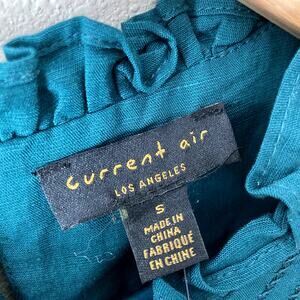 current air
LOS ANGELES
S
MADE IN
CHINA
FABRIQUÉ
EN CHINE